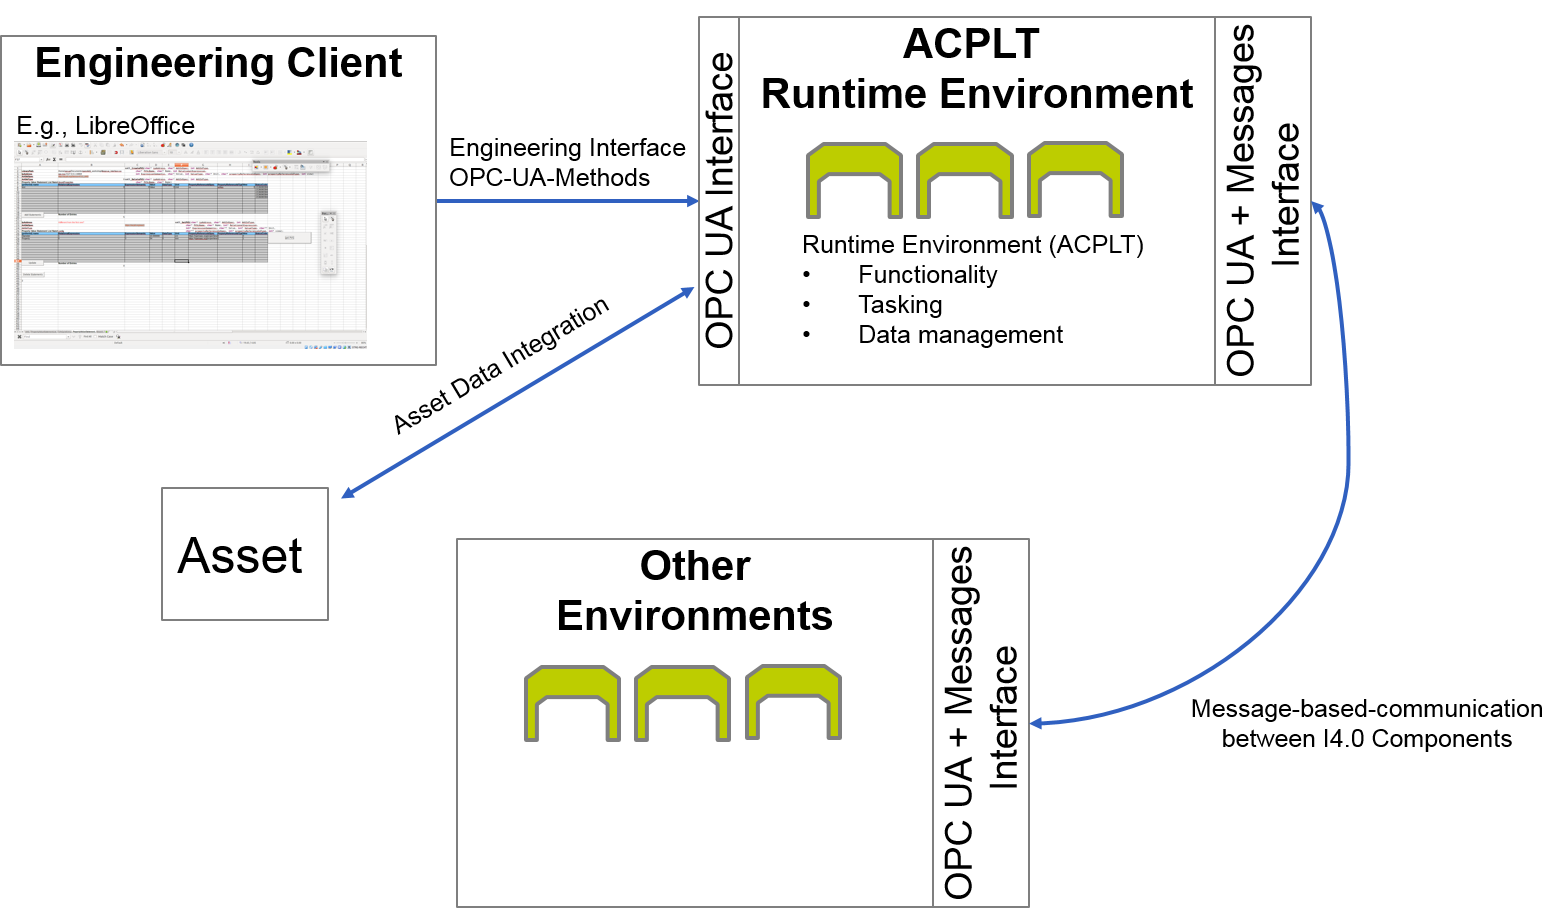 Engineering Client
E.g., LibreOffice
Engineering Interface
OPC-UA-Methods
Asset Data Integration
Asset
OPC UA Interface
ACPLT
Runtime Environment
Runtime Environment (ACPLT)
• Functionality
• Tasking
• Data management
OPC UA + Messages
Interface
Other
Environments
OPC UA + Messages
Interface
Message-based-communication
between I4.0 Components